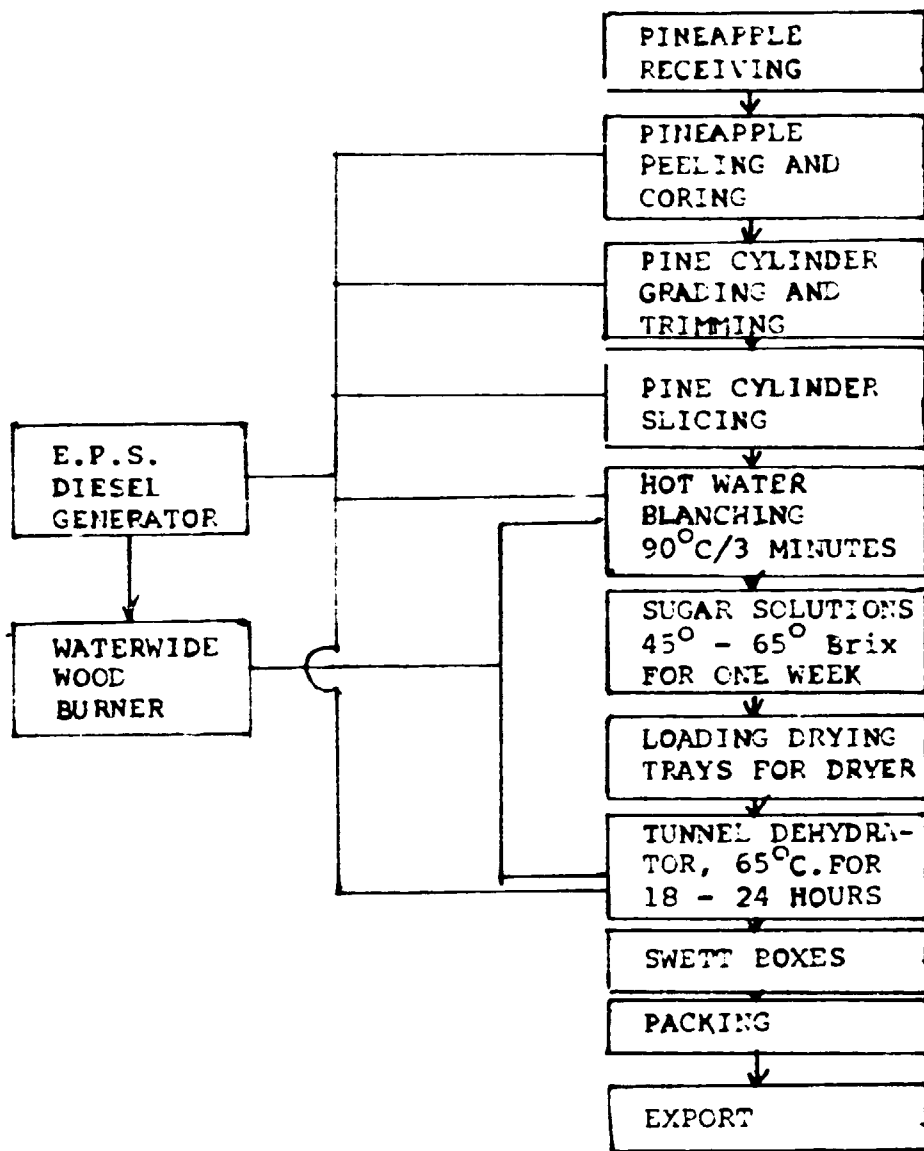 PINEAPPLE
RECEIVING
PINEAPPLE
PEELING AND
CORING
PINE CYLINDER
GRADING AND
TRIMMING
PINE CYLINDER
SLICING
E.P.S.
DIESEL
GENERATOR
HOT WATER
BLANCHING
90°C/3 MINUTES
WATERWIDE
WOOD
BURNER
SUGAR SOLUTIONS
45° - 65° Brix
FOR ONE WEEK
LOADING DRYING
TRAYS FOR DRYER
TUNNEL DEHYDRA-
TOR, 65°C.FOR
18 - 24 HOURS
SWETT BOXES
PACKING
EXPORT